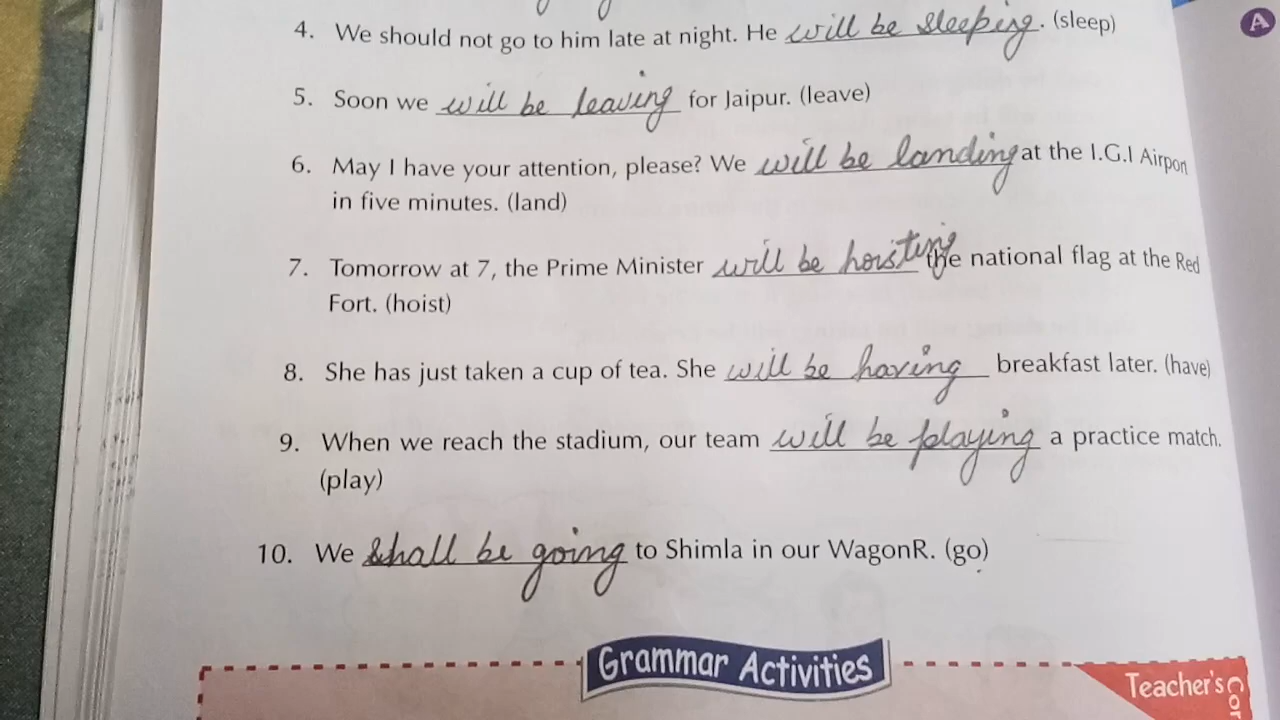 4. We should not go to him late at night. He will be sleeping. (sleep)
5. Soon we will be leaving for Jaipur. (leave)
6. May I have your attention, please? We will be landing at the I.G.I Airport
in five minutes. (land)
7. Tomorrow at 7, the Prime Minister will be hoisting the national flag at the Red
Fort. (hoist)
8. She has just taken a cup of tea. She will be having breakfast later. (have)
9. When we reach the stadium, our team will be playing a practice match.
(play)
10. We shall be going to Shimla in our WagonR. (go)
Grammar Activities
Teacher's
A